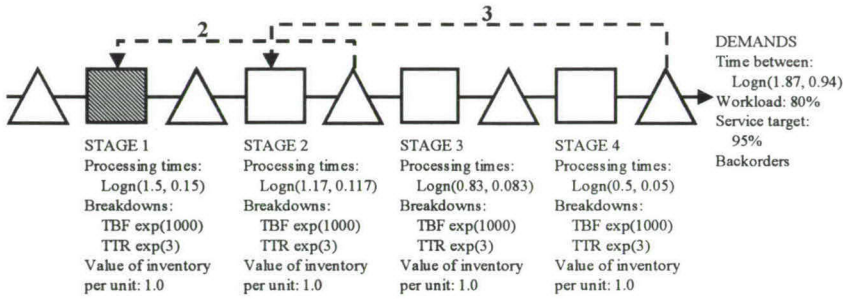 2
3
DEMANDS
Time between:
Logn(1.87, 0.94)
Workload: 80%
Service target:
95%
Backorders
STAGE 1
Processing times:
Logn(1.5, 0.15)
Breakdowns:
TBF exp(1000)
TTR exp(3)
Value of inventory
per unit: 1.0
STAGE 2
Processing times:
Logn(1.17, 0.117)
Breakdowns:
TBF exp(1000)
TTR exp(3)
Value of inventory
per unit: 1.0
STAGE 3
Processing times:
Logn(0.83, 0.083)
Breakdowns:
TBF exp(1000)
TTR exp(3)
Value of inventory
per unit: 1.0
STAGE 4
Processing times:
Logn(0.5, 0.05)
Breakdowns:
TBF exp(1000)
TTR exp(3)
Value of inventory
per unit: 1.0